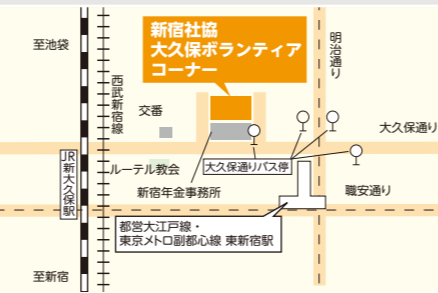 新宿社協
大久保ボランティア
コーナー
至池袋
明治通り
西武新宿線
交番
大久保通り
JR新大久保駅
ルーテル教会
大久保通りバス停
新宿年金事務所
職安通り
都営大江戸線・
東京メトロ副都心線 東新宿駅
至新宿